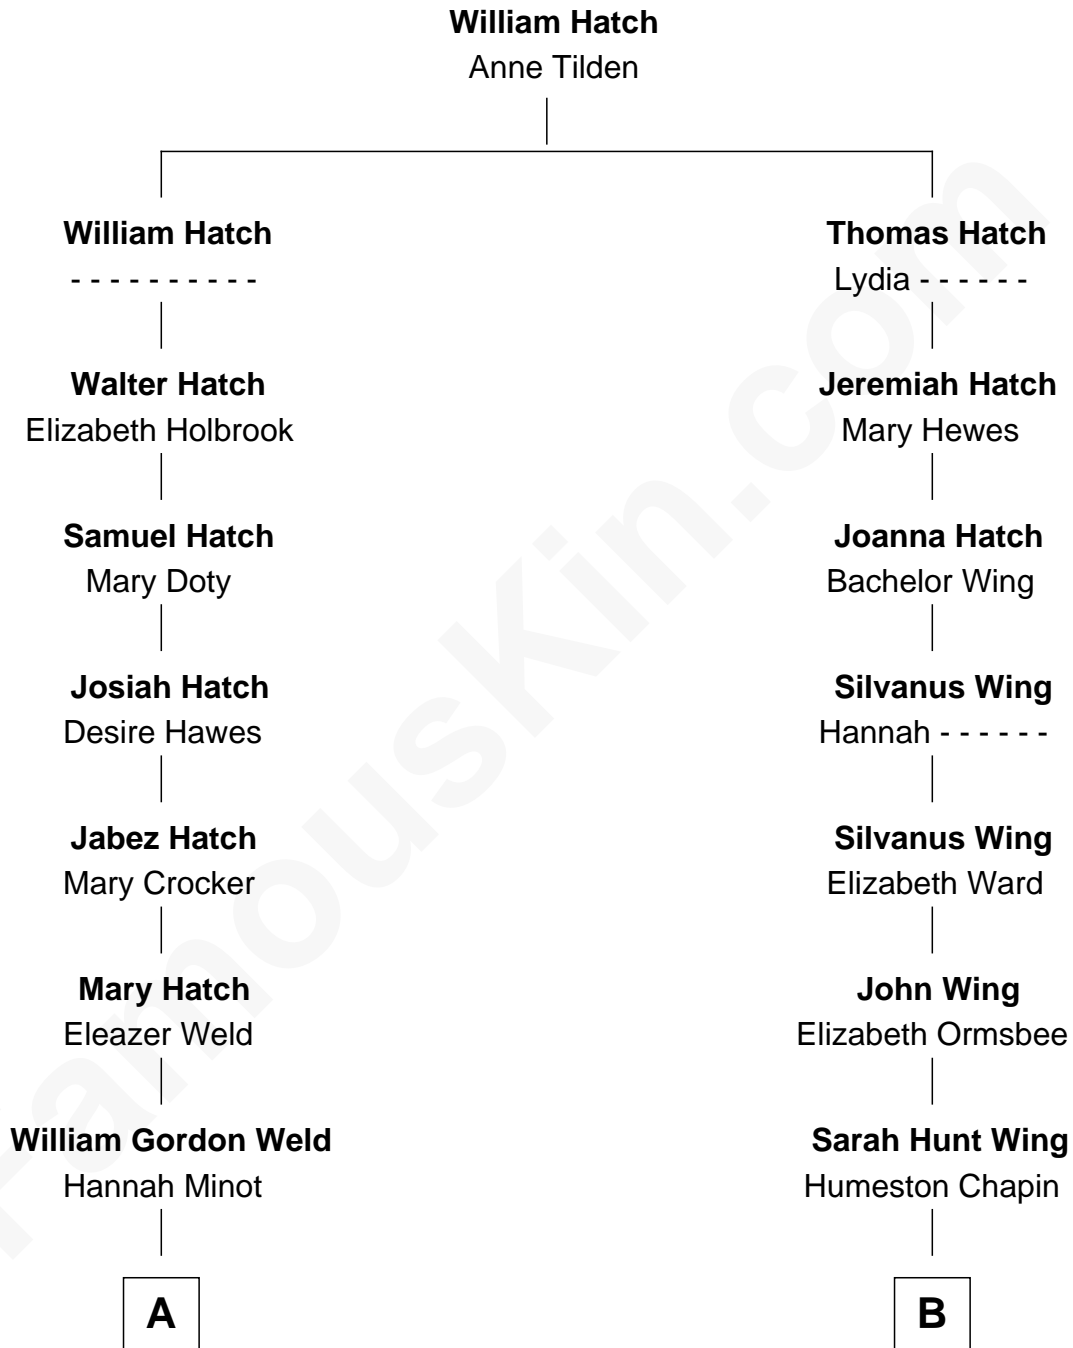 William Hatch
Anne Tilden
William Hatch
- - - - - - - - - -
Thomas Hatch
Lydia - - - - - -
Walter Hatch
Elizabeth Holbrook
Jeremiah Hatch
Mary Hewes
Samuel Hatch
Mary Doty
Joanna Hatch
Bachelor Wing
Josiah Hatch
Desire Hawes
Silvanus Wing
Hannah - - - - - -
Jabez Hatch
Mary Crocker
Silvanus Wing
Elizabeth Ward
Mary Hatch
Eleazer Weld
John Wing
Elizabeth Ormsbee
William Gordon Weld
Hannah Minot
Sarah Hunt Wing
Humeston Chapin
A
B
FamousKin.com